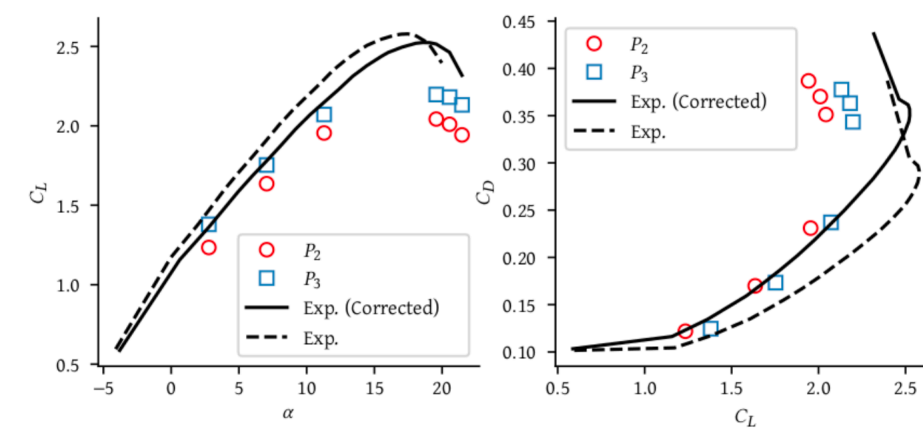 2.5
2.0
1.5
1.0
0.5
C_L
P_2
P_3
Exp. (Corrected)
Exp.
−5 0 5 10 15 20
α
0.45
0.40
0.35
0.30
0.25
0.20
0.15
0.10
C_D
P_2
P_3
Exp. (Corrected)
Exp.
0.5 1.0 1.5 2.0 2.5
C_L